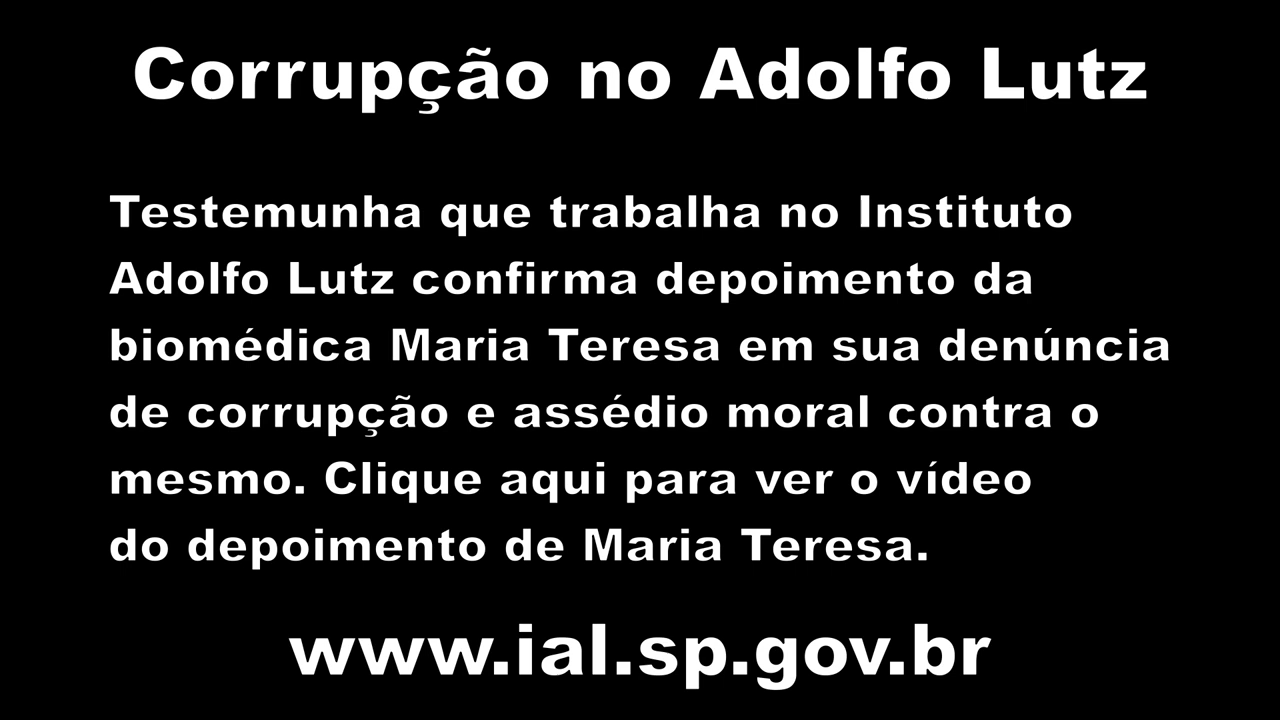 Corrupção no Adolfo Lutz
Testemunha que trabalha no Instituto
Adolfo Lutz confirma depoimento da
biomédica Maria Teresa em sua denúncia
de corrupção e assédio moral contra o
mesmo. Clique aqui para ver o vídeo
do depoimento de Maria Teresa.
www.ial.sp.gov.br